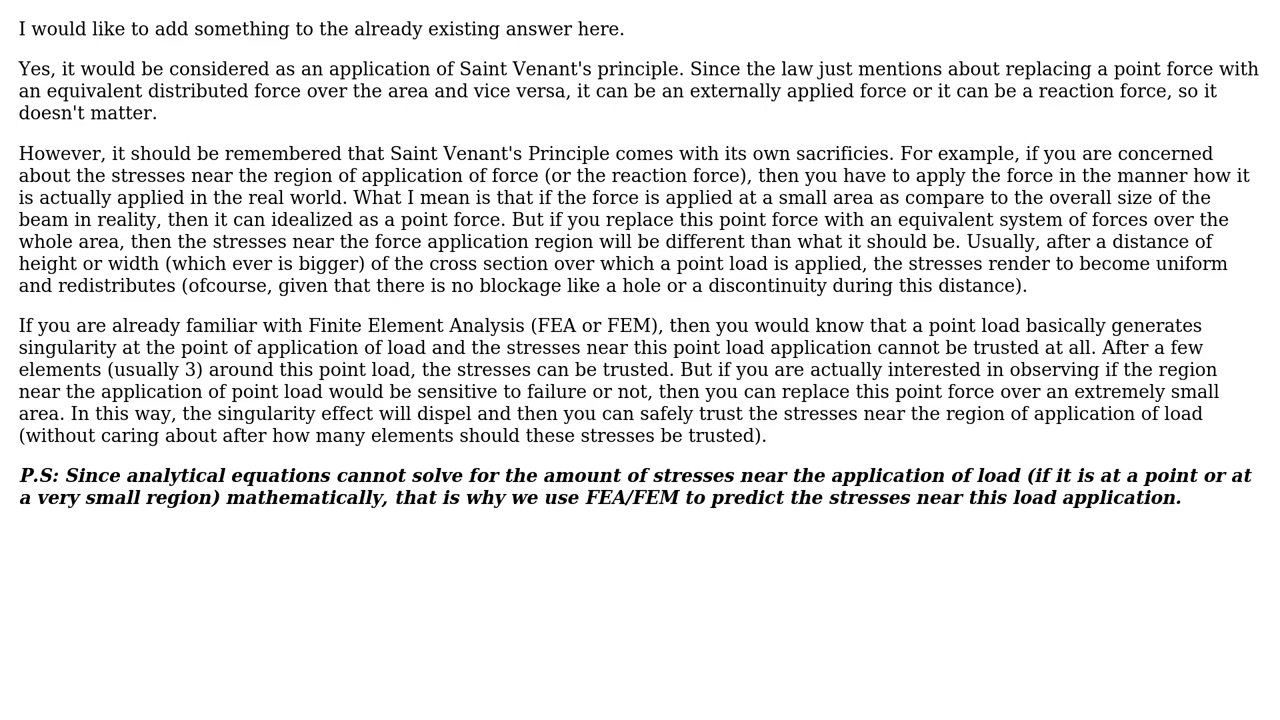 I would like to add something to the already existing answer here.
Yes, it would be considered as an application of Saint Venant's principle. Since the law just mentions about replacing a point force with
an equivalent distributed force over the area and vice versa, it can be an externally applied force or it can be a reaction force, so it
doesn't matter.
However, it should be remembered that Saint Venant's Principle comes with its own sacrificies. For example, if you are concerned
about the stresses near the region of application of force (or the reaction force), then you have to apply the force in the manner how it
is actually applied in the real world. What I mean is that if the force is applied at a small area as compare to the overall size of the
beam in reality, then it can idealized as a point force. But if you replace this point force with an equivalent system of forces over the
whole area, then the stresses near the force application region will be different than what it should be. Usually, after a distance of
height or width (which ever is bigger) of the cross section over which a point load is applied, the stresses render to become uniform
and redistributes (ofcourse, given that there is no blockage like a hole or a discontinuity during this distance).
If you are already familiar with Finite Element Analysis (FEA or FEM), then you would know that a point load basically generates
singularity at the point of application of load and the stresses near this point load application cannot be trusted at all. After a few
elements (usually 3) around this point load, the stresses can be trusted. But if you are actually interested in observing if the region
near the application of point load would be sensitive to failure or not, then you can replace this point force over an extremely small
area. In this way, the singularity effect will dispel and then you can safely trust the stresses near the region of application of load
(without caring about after how many elements should these stresses be trusted).
P.S: Since analytical equations cannot solve for the amount of stresses near the application of load (if it is at a point or at
a very small region) mathematically, that is why we use FEA/FEM to predict the stresses near this load application.